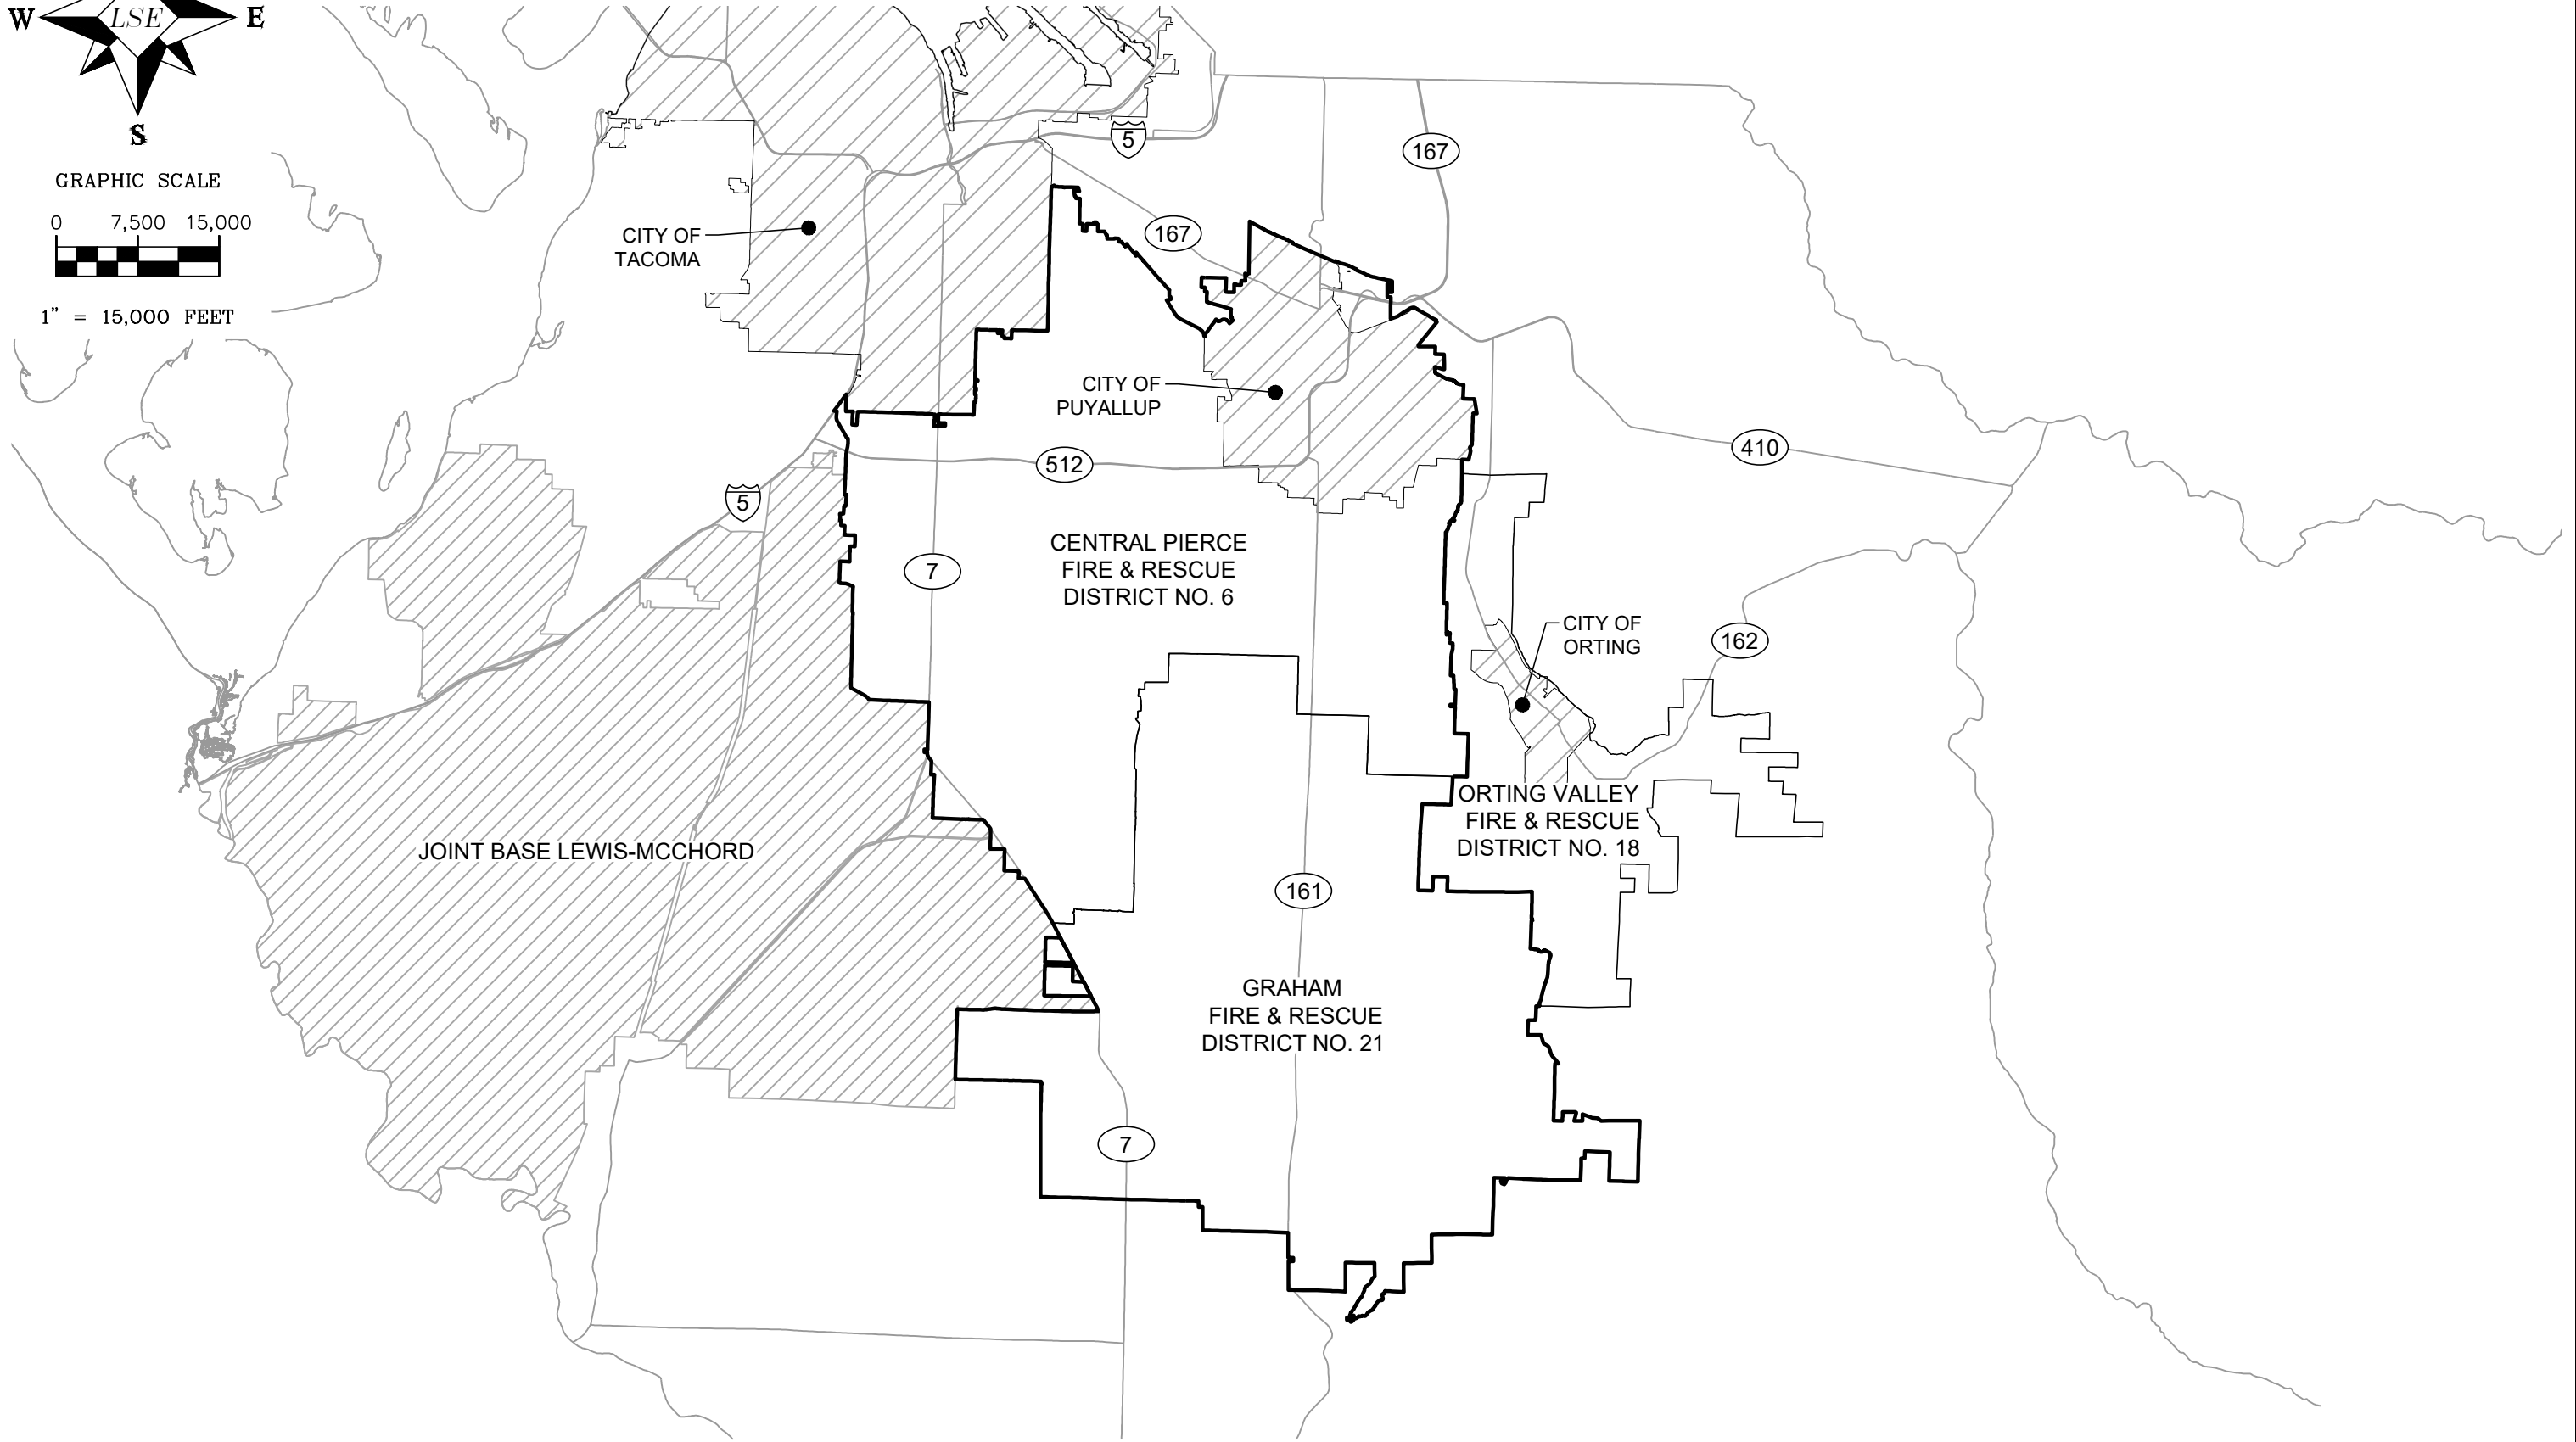 W
LSE
E
S
GRAPHIC SCALE
0 7,500 15,000
1" = 15,000 FEET
5
167
167
CITY OF
TACOMA
CITY OF
PUYALLUP
512
410
5
CENTRAL PIERCE
FIRE & RESCUE
DISTRICT NO. 6
7
CITY OF
ORTING
162
ORTING VALLEY
FIRE & RESCUE
DISTRICT NO. 18
JOINT BASE LEWIS-MCCHORD
161
GRAHAM
FIRE & RESCUE
DISTRICT NO. 21
7